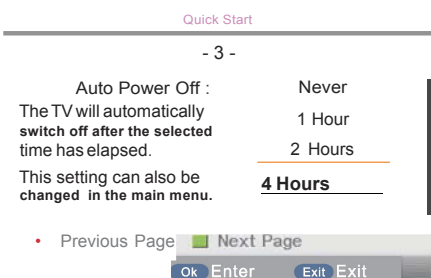 Quick Start
- 3 -
Auto Power Off :
The TV will automatically
switch off after the selected
time has elapsed.
This setting can also be
changed in the main menu.
Never
1 Hour
2 Hours
4 Hours
• Previous Page Next Page
Ok Enter Exit Exit